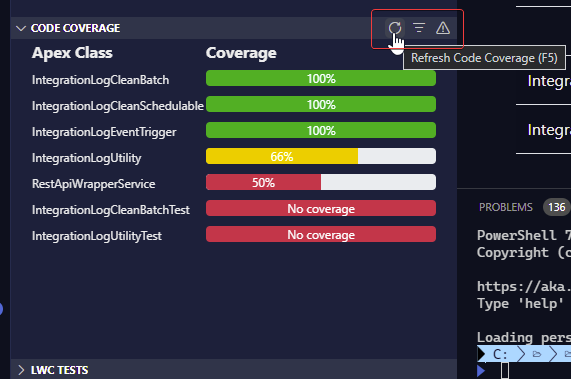 CODE COVERAGE
Refresh Code Coverage (F5)
Apex Class Coverage
IntegrationLogCleanBatch 100%
IntegrationLogCleanSchedulable 100%
IntegrationLogEventTrigger 100%
IntegrationLogUtility 66%
RestApiWrapperService 50%
IntegrationLogCleanBatchTest No coverage
IntegrationLogUtilityTest No coverage
LWC TESTS
Integr
Integra
PROBLEMS 136
PowerShell 7
Copyright (c
https://aka.
Type 'help'
Loading pers
C: